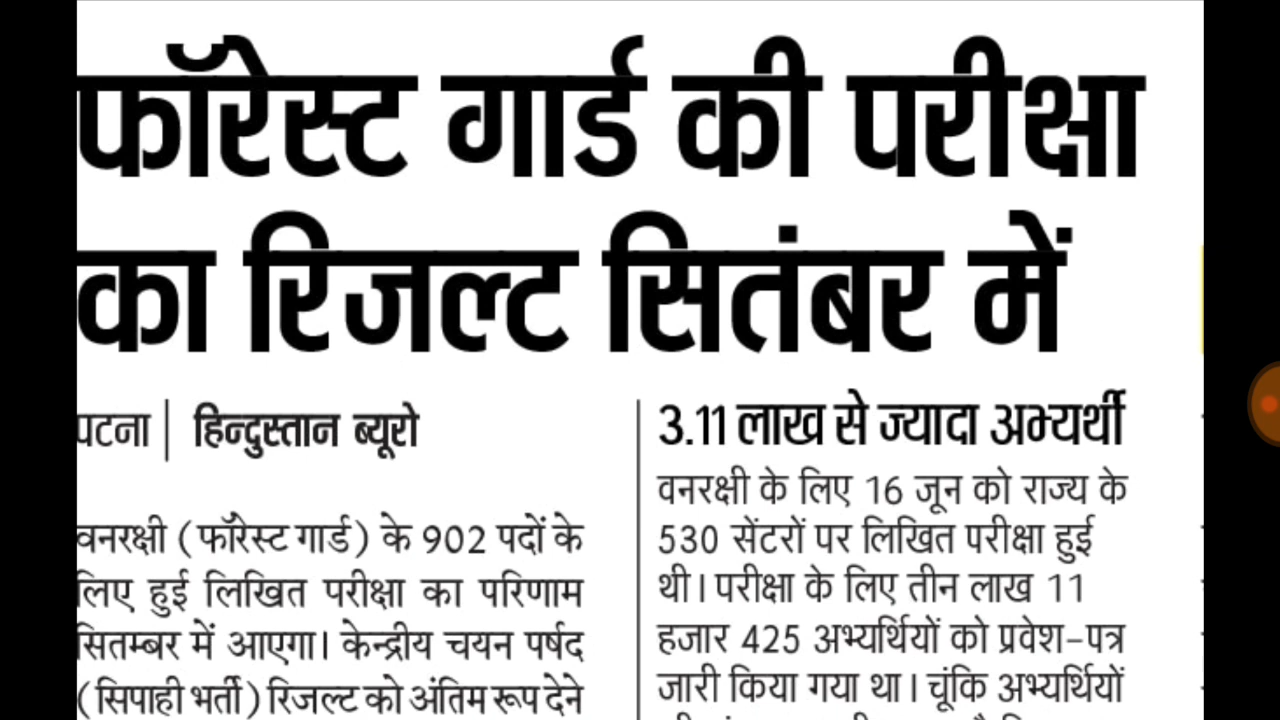 फॉरेस्ट गार्ड की परीक्षा
का रिजल्ट सितंबर में
पटना | हिन्दुस्तान ब्यूरो
वनरक्षी (फॉरेस्ट गार्ड) के 902 पदों के
लिए हुई लिखित परीक्षा का परिणाम
सितम्बर में आएगा। केन्द्रीय चयन पर्षद
(सिपाही भर्ती) रिजल्ट को अंतिम रूप देने
3.11 लाख से ज्यादा अभ्यर्थी
वनरक्षी के लिए 16 जून को राज्य के
530 सेंटरों पर लिखित परीक्षा हुई
थी। परीक्षा के लिए तीन लाख 11
हजार 425 अभ्यर्थियों को प्रवेश-पत्र
जारी किया गया था। चूंकि अभ्यर्थियों